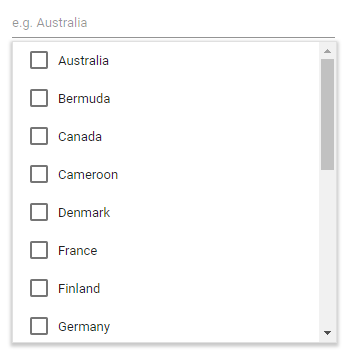 e.g. Australia
Australia
Bermuda
Canada
Cameroon
Denmark
France
Finland
Germany